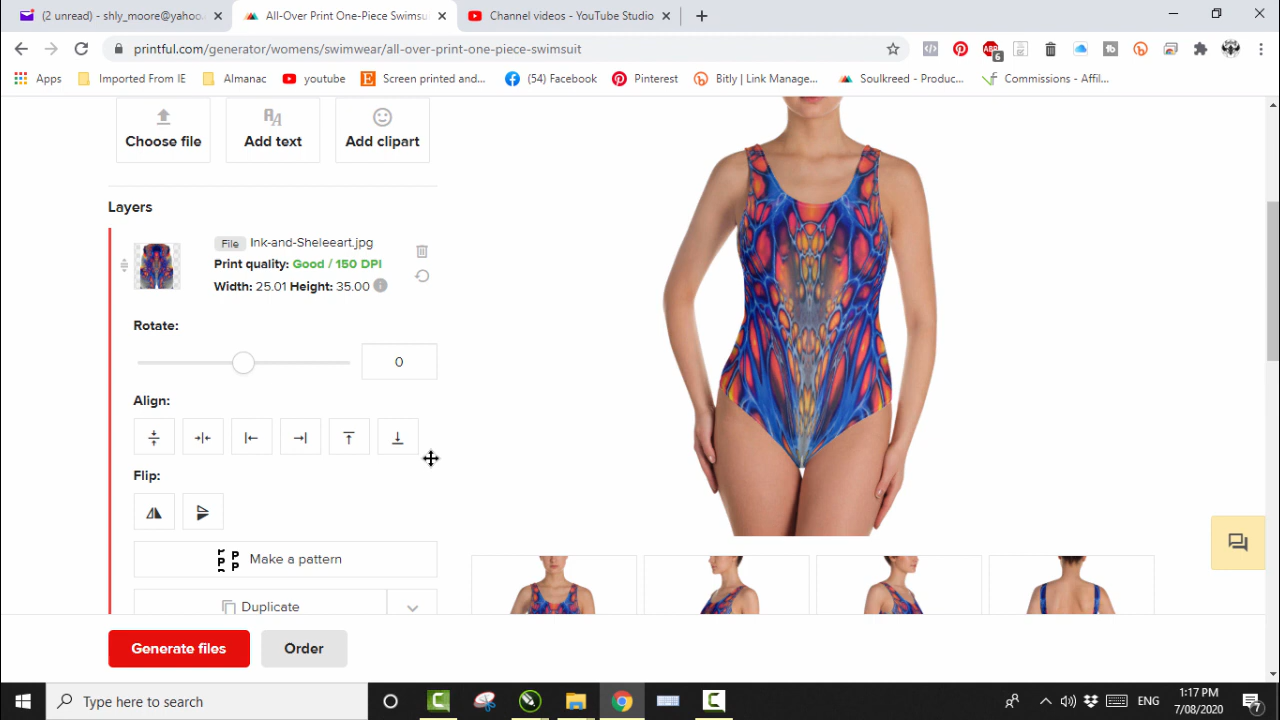 (2 unread) - shly_moore@yahoo.
All-Over Print One-Piece Swimsu
Channel videos - YouTube Studio
printful.com/generator/womens/swimwear/all-over-print-one-piece-swimsuit
6
Apps
Imported From IE
Almanac
youtube
Screen printed and...
(54) Facebook
Pinterest
Bitly | Link Manage...
Soulkreed - Produc...
Commissions - Affil...
Choose file
Add text
Add clipart
Layers
File Ink-and-Sheleeart.jpg
Print quality: Good / 150 DPI
Width: 25.01 Height: 35.00
Rotate:
0
Align:
Flip:
Make a pattern
Duplicate
Generate files
Order
Type here to search
ENG
1:17 PM
7/08/2020
7